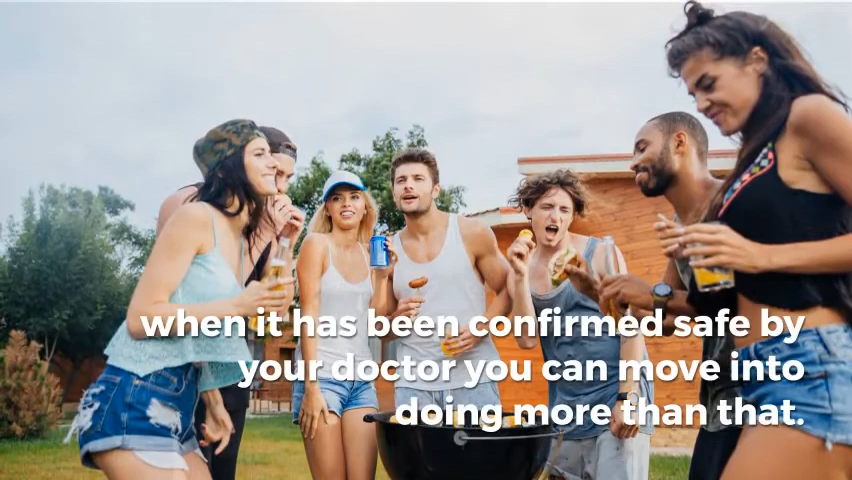 when it has been confirmed safe by
your doctor you can move into
doing more than that.